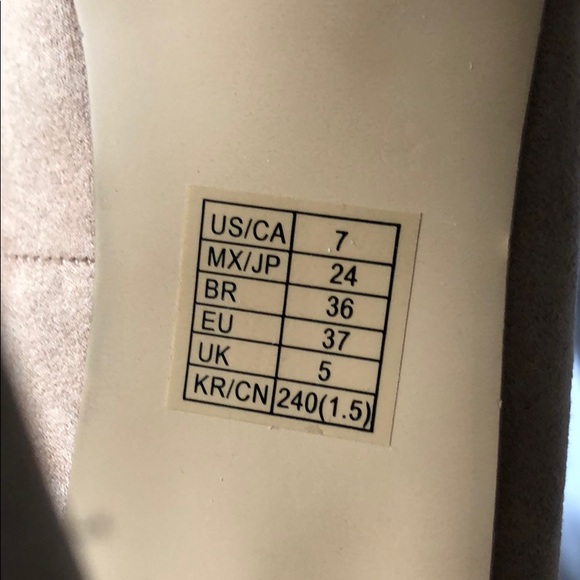 US/CA 7
MX/JP 24
BR 36
EU 37
UK 5
KR/CN 240(1.5)